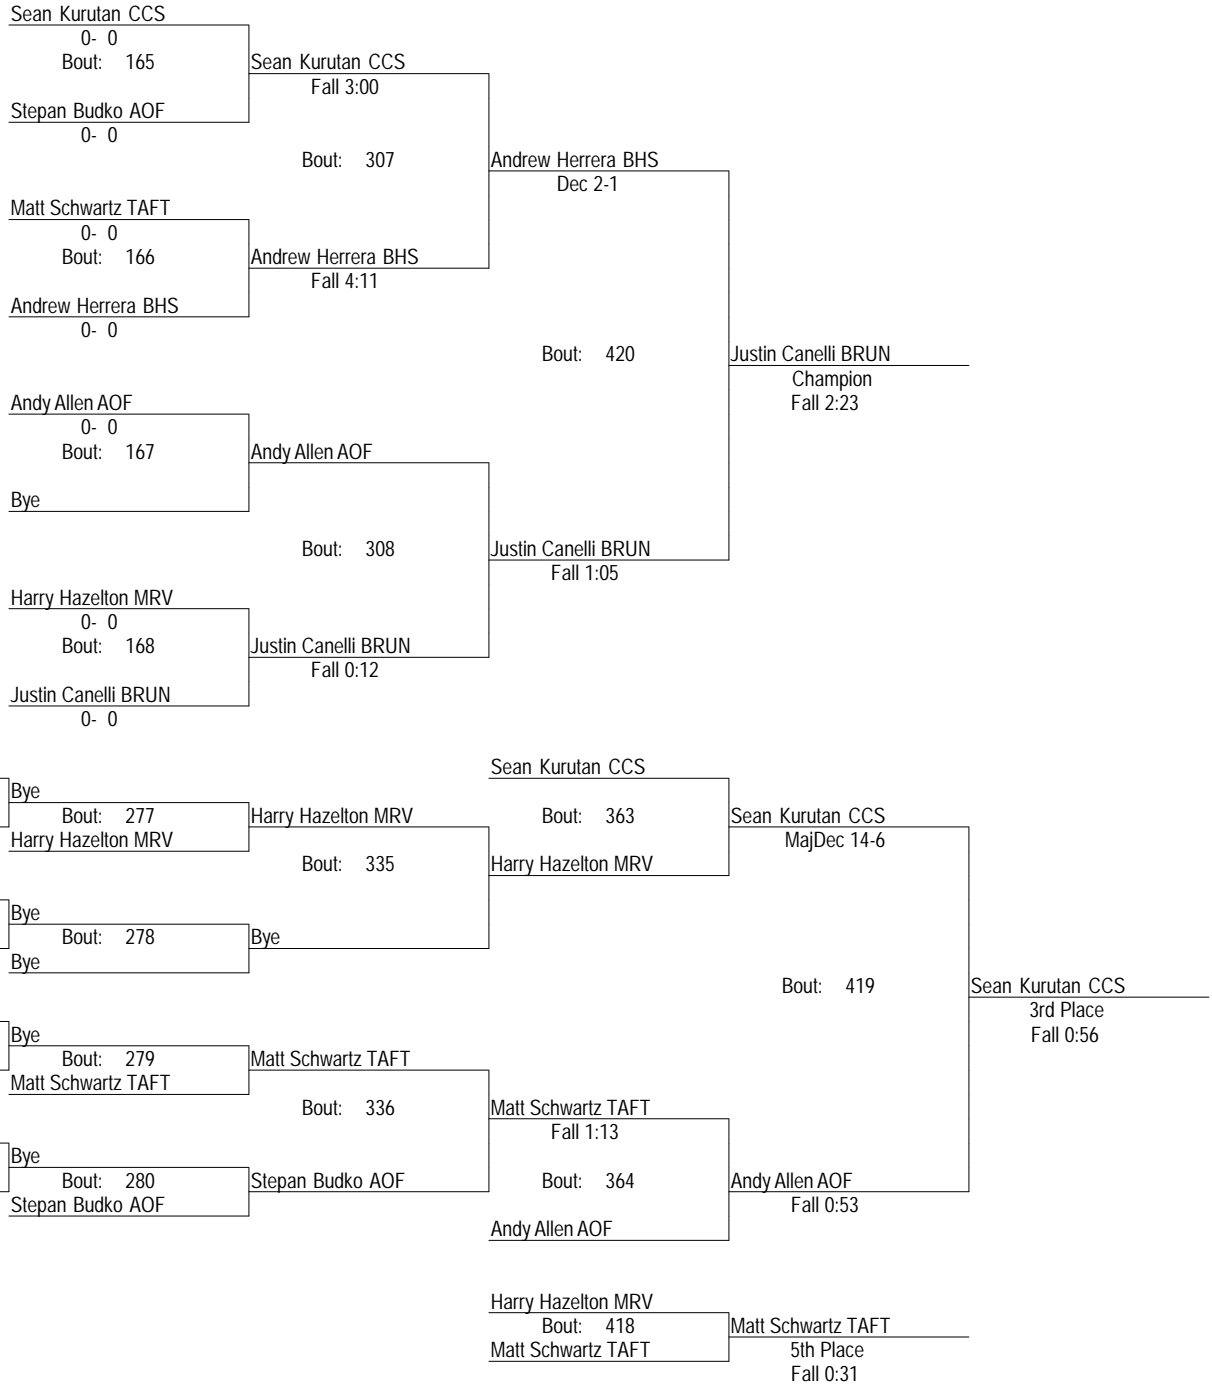 Sean Kurutan CCS
0- 0
Bout: 165
Sean Kurutan CCS
Fall 3:00
Stepan Budko AOF
0- 0
Bout: 307
Andrew Herrera BHS
Dec 2-1
Matt Schwartz TAFT
0- 0
Bout: 166
Andrew Herrera BHS
Fall 4:11
Andrew Herrera BHS
0- 0
Bout: 420
Justin Canelli BRUN
Champion
Fall 2:23
Andy Allen AOF
0- 0
Bout: 167
Andy Allen AOF
Bye
Bout: 308
Justin Canelli BRUN
Fall 1:05
Harry Hazelton MRV
0- 0
Bout: 168
Justin Canelli BRUN
Fall 0:12
Justin Canelli BRUN
0- 0
Sean Kurutan CCS
Bye
Bout: 277
Harry Hazelton MRV
Bout: 363
Sean Kurutan CCS
MajDec 14-6
Harry Hazelton MRV
Bout: 335
Harry Hazelton MRV
Bye
Bout: 278
Bye
Bye
Bout: 419
Sean Kurutan CCS
3rd Place
Fall 0:56
Bye
Bout: 279
Matt Schwartz TAFT
Matt Schwartz TAFT
Bout: 336
Matt Schwartz TAFT
Fall 1:13
Bye
Bout: 280
Stepan Budko AOF
Bout: 364
Andy Allen AOF
Fall 0:53
Stepan Budko AOF
Andy Allen AOF
Harry Hazelton MRV
Bout: 418
Matt Schwartz TAFT
Matt Schwartz TAFT
5th Place
Fall 0:31